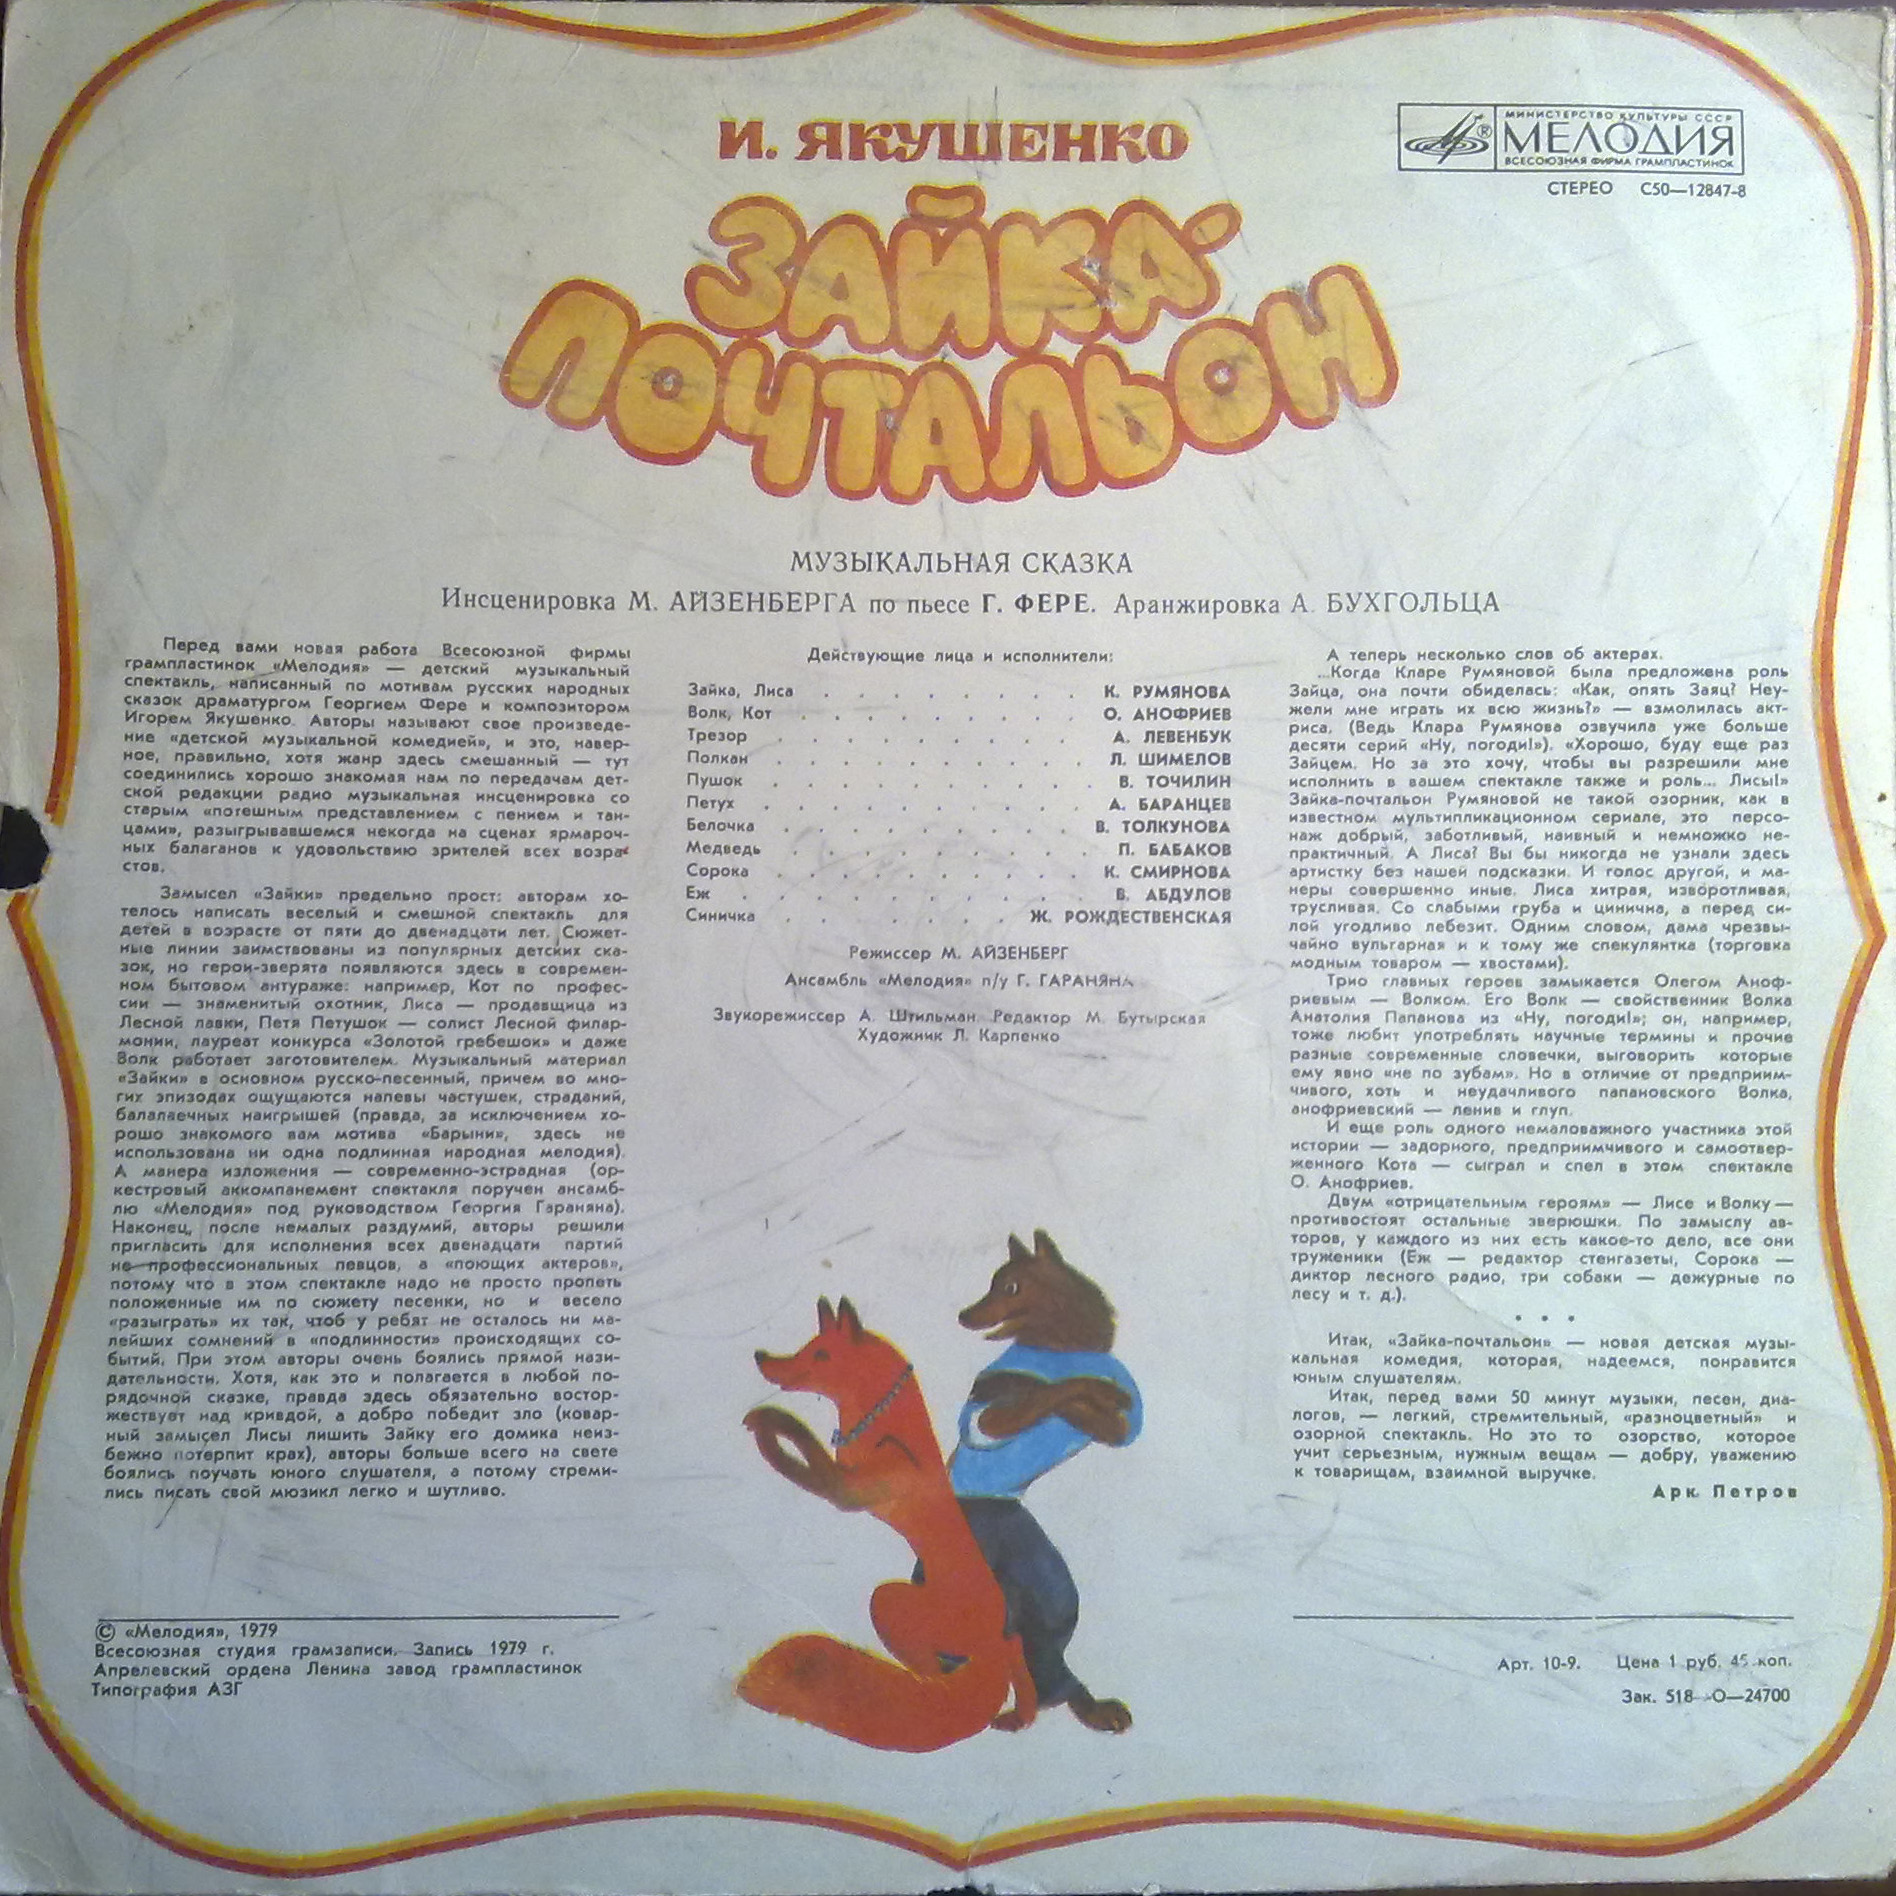 И. ЯКУШЕНКО
МИНИСТЕРСТВО КУЛЬТУРЫ СССР
МЕЛОДИЯ
ВСЕСОЮЗНАЯ ФИРМА ГРАМПЛАСТИНОК
СТЕРЕО С50—12847-8
ЗАЙКА-
ПОЧТАЛЬОН
МУЗЫКАЛЬНАЯ СКАЗКА
Инсценировка М. АЙЗЕНБЕРГА по пьесе Г. ФЕРЕ. Аранжировка А. БУХГОЛЬЦА
Перед вами новая работа Всесоюзной фирмы
грампластинок «Мелодия» — детский музыкальный
спектакль, написанный по мотивам русских народных
сказок драматургом Георгием Фере и композитором
Игорем Якушенко. Авторы называют свое произведе-
ние «детской музыкальной комедией», и это, навер-
ное, правильно, хотя жанр здесь смешанный — тут
соединились хорошо знакомая нам по передачам дет-
ской редакции радио музыкальная инсценировка со
старым «потешным представлением с пением и тан-
цами», разыгрывавшемся некогда на сценах ярмароч-
ных балаганов к удовольствию зрителей всех возра-
стов.
Замысел «Зайки» предельно прост: авторам хо-
телось написать веселый и смешной спектакль для
детей в возрасте от пяти до двенадцати лет. Сюжет-
ные линии заимствованы из популярных детских ска-
зок, но герои-зверята появляются здесь в современ-
ном бытовом антураже: например, Кот по профес-
сии — знаменитый охотник, Лиса — продавщица из
Лесной лавки, Петя Петушок — солист Лесной филар-
монии, лауреат конкурса «Золотой гребешок» и даже
Волк работает заготовителем. Музыкальный материал
«Зайки» в основном русско-песенный, причем во мно-
гих эпизодах ощущаются напевы частушек, страданий,
балалаечных наигрышей (правда, за исключением хо-
рошо знакомого вам мотива «Барыни», здесь не
использована ни одна подлинная народная мелодия).
А манера изложения — современно-эстрадная (ор-
кестровый аккомпанемент спектакля поручен ансамб-
лю «Мелодия» под руководством Георгия Гараняна).
Наконец, после немалых раздумий, авторы решили
пригласить для исполнения всех двенадцати партий
не профессиональных певцов, а «поющих актеров»,
потому что в этом спектакле надо не просто пропеть
положенные им по сюжету песенки, но и весело
«разыграть» их так, чтоб у ребят не осталось ни ма-
лейших сомнений в «подлинности» происходящих со-
бытий. При этом авторы очень боялись прямой нази-
дательности. Хотя, как это и полагается в любой по-
рядочной сказке, правда здесь обязательно востор-
жествует над кривдой, а добро победит зло (ковар-
ный замысел Лисы лишить Зайку его домика неиз-
бежно потерпит крах), авторы больше всего на свете
боялись поучать юного слушателя, а потому стреми-
лись писать свой мюзикл легко и шутливо.
Действующие лица и исполнители:
Зайка, Лиса . . . . . . . . К. РУМЯНОВА
Волк, Кот . . . . . . . . . О. АНОФРИЕВ
Трезор . . . . . . . . . . А. ЛЕВЕНБУК
Полкан . . . . . . . . . . Л. ШИМЕЛОВ
Пушок . . . . . . . . . . В. ТОЧИЛИН
Петух . . . . . . . . . . А. БАРАНЦЕВ
Белочка . . . . . . . . . В. ТОЛКУНОВА
Медведь . . . . . . . . . П. БАБАКОВ
Сорока . . . . . . . . . К. СМИРНОВА
Еж . . . . . . . . . . . В. АБДУЛОВ
Синичка . . . . . . . Ж. РОЖДЕСТВЕНСКАЯ
Режиссер М. АЙЗЕНБЕРГ
Ансамбль «Мелодия» п/у Г. ГАРАНЯНА
Звукорежиссер А. Штильман. Редактор М. Бутырская
Художник Л. Карпенко
А теперь несколько слов об актерах.
...Когда Кларе Румяновой была предложена роль
Зайца, она почти обиделась: «Как, опять Заяц? Неу-
жели мне играть их всю жизнь?» — взмолилась акт-
риса. (Ведь Клара Румянова озвучила уже больше
десяти серий «Ну, погоди!»). «Хорошо, буду еще раз
Зайцем. Но за это хочу, чтобы вы разрешили мне
исполнить в вашем спектакле также и роль... Лисы!»
Зайка-почтальон Румяновой не такой озорник, как в
известном мультипликационном сериале, это персо-
наж добрый, заботливый, наивный и немножко не-
практичный. А Лиса? Вы бы никогда не узнали здесь
артистку без нашей подсказки. И голос другой, и ма-
неры совершенно иные. Лиса хитрая, изворотливая,
трусливая. Со слабыми груба и цинична, а перед си-
лой угодливо лебезит. Одним словом, дама чрезвы-
чайно вульгарная и к тому же спекулянтка (торговка
модным товаром — хвостами).
Трио главных героев замыкается Олегом Аноф-
риевым — Волком. Его Волк — свойственник Волка
Анатолия Папанова из «Ну, погоди!»; он, например,
тоже любит употреблять научные термины и прочие
разные современные словечки, выговорить которые
ему явно «не по зубам». Но в отличие от предприим-
чивого, хоть и неудачливого папановского Волка,
анофриевский — ленив и глуп.
И еще роль одного немаловажного участника этой
истории — задорного, предприимчивого и самоотвер-
женного Кота — сыграл и спел в этом спектакле
О. Анофриев.
Двум «отрицательным героям» — Лисе и Волку —
противостоят остальные зверюшки. По замыслу ав-
торов, у каждого из них есть какое-то дело, все они
труженики (Еж — редактор стенгазеты, Сорока —
диктор лесного радио, три собаки — дежурные по
лесу и т. д.).
• • •
Итак, «Зайка-почтальон» — новая детская музы-
кальная комедия, которая, надеемся, понравится
юным слушателям.
Итак, перед вами 50 минут музыки, песен, диа-
логов, — легкий, стремительный, «разноцветный» и
озорной спектакль. Но это то озорство, которое
учит серьезным, нужным вещам — добру, уважению
к товарищам, взаимной выручке.
Арк. Петров
© «Мелодия», 1979
Всесоюзная студия грамзаписи. Запись 1979 г.
Апрелевский ордена Ленина завод грампластинок
Типография АЗГ
Арт. 10-9. Цена 1 руб. 45 коп.
Зак. 518—О—24700